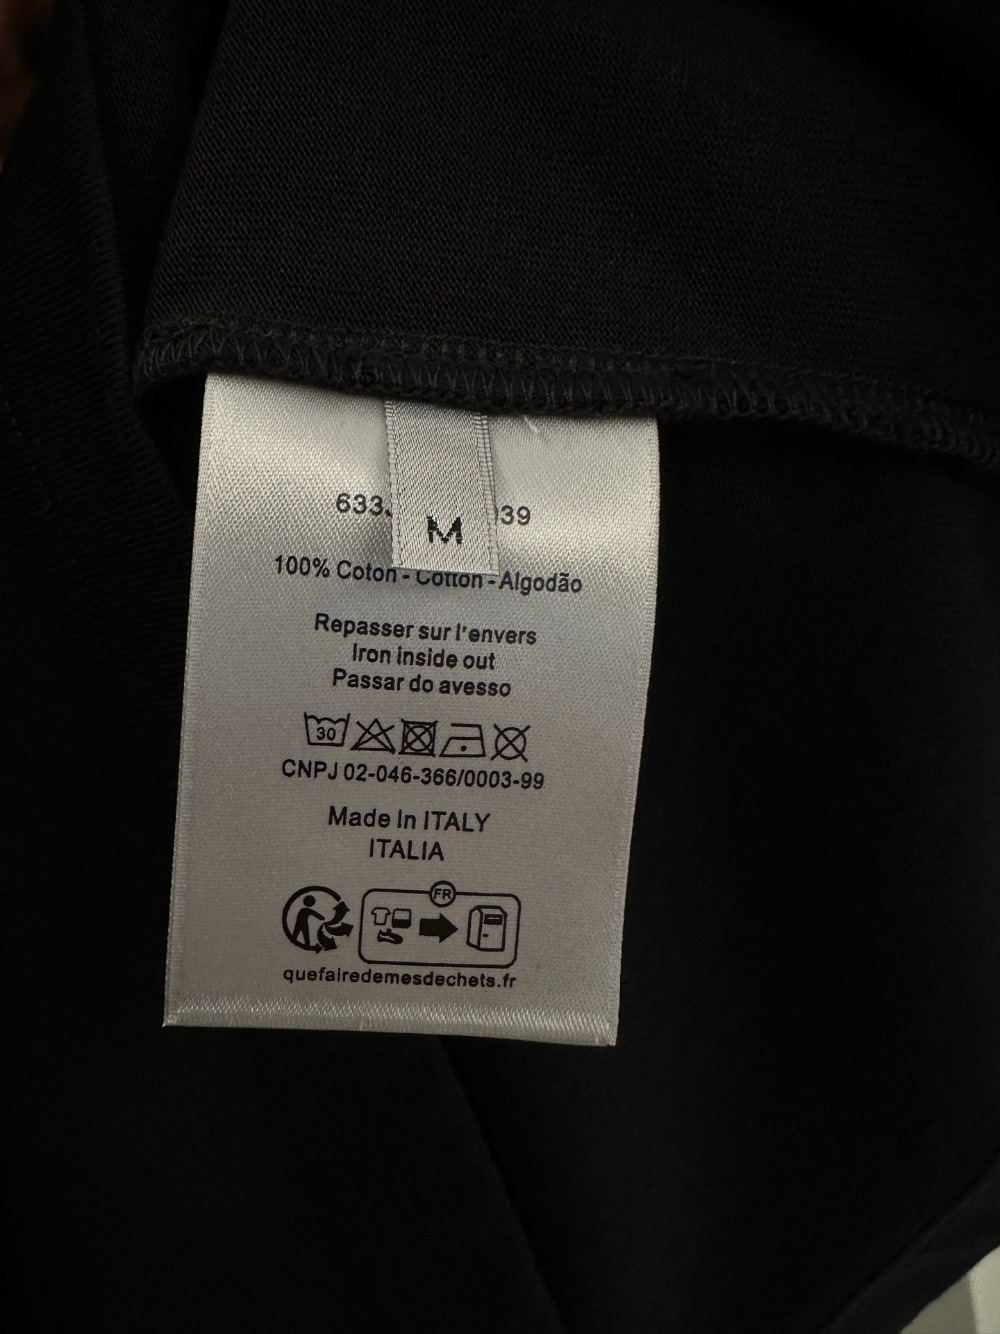 633 39
M
100% Coton - Cotton - Algodão
Repasser sur l'envers
Iron inside out
Passar do avesso
30
CNPJ 02-046-366/0003-99
Made In ITALY
ITALIA
FR
quefairedemesdechets.fr